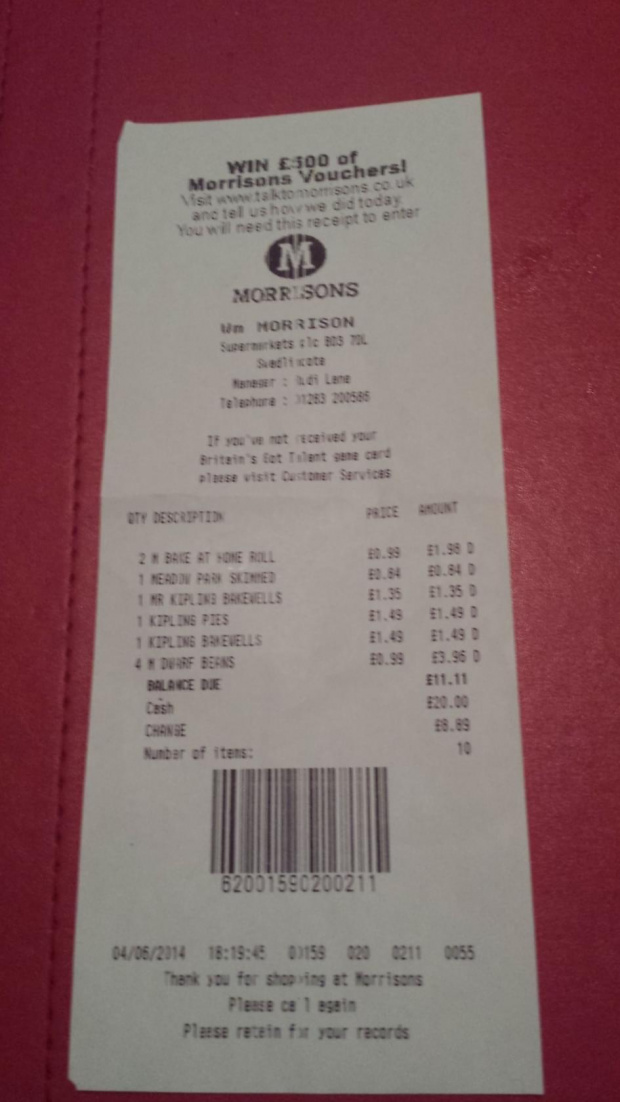 WIN £500 of
Morrisons Vouchers!
Visit www.talktomorrisons.co.uk
and tell us how we did today.
You will need this receipt to enter
M
MORRISONS
Wm MORRISON
Supermarkets plc
Swadlincote
Manager : Lane
Telephone : 01283 200586
If you've not received your
Britain's Got Talent game card
please visit Customer Services
QTY DESCRIPTION PRICE AMOUNT
2 M BAKE AT HOME ROLL £0.99 £1.98 D
1 MEADOW PARK SKIMMED £0.84 £0.84 D
1 MR KIPLING BAKEWELLS £1.35 £1.35 D
1 KIPLING PIES £1.49 £1.49 D
1 KIPLING BAKEWELLS £1.49 £1.49 D
4 M DWARF BEANS £0.99 £3.96 D
BALANCE DUE £11.11
Cash £20.00
CHANGE £8.89
Number of items: 10
62001590200211
04/06/2014 18:19:45 00159 020 0211 0055
Thank you for shopping at Morrisons
Please call again
Please retain for your records